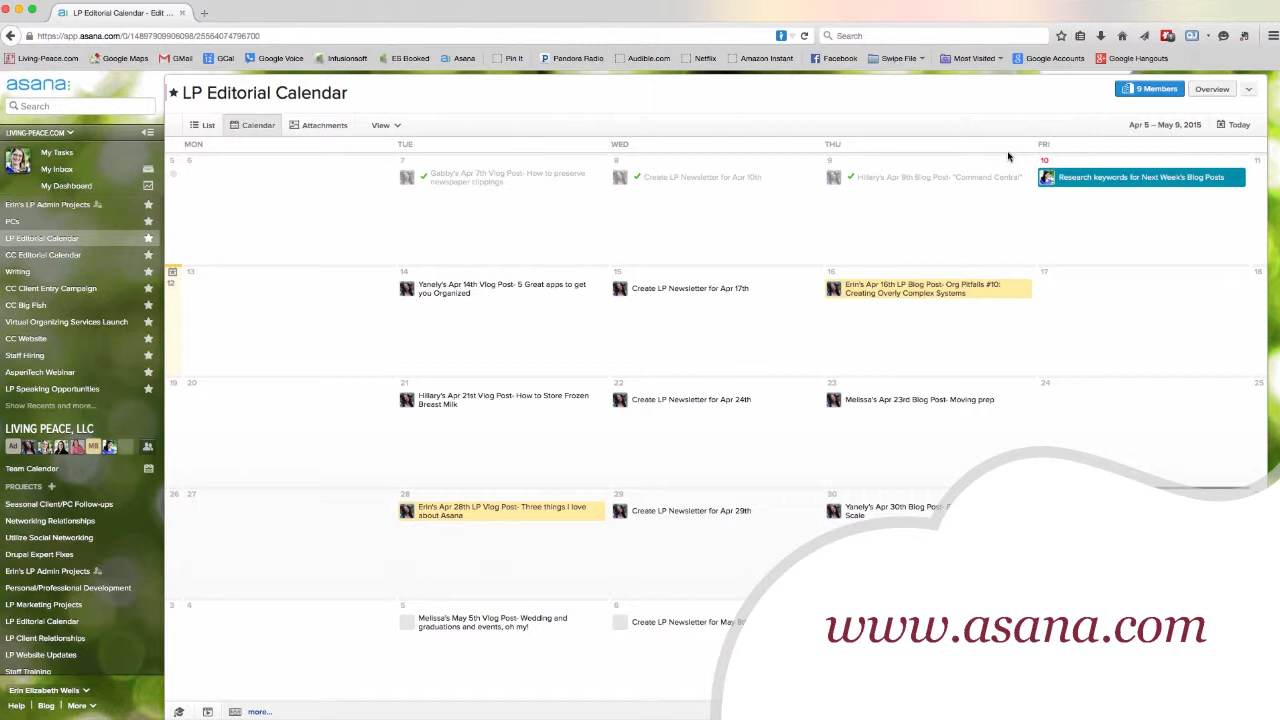 LP Editorial Calendar - Edit ...
https://app.asana.com/0/14897909906098/25564074796700
Search
Living-Peace.com
Google Maps
GMail
GCal
Google Voice
Infusionsoft
ES Booked
Asana
Pin It
Pandora Radio
Audible.com
Netflix
Amazon Instant
Facebook
Swipe File
Most Visited
Google Accounts
Google Hangouts
asana:
Search
LIVING-PEACE.COM
My Tasks
My Inbox
My Dashboard
Erin's LP Admin Projects
PCs
LP Editorial Calendar
CC Editorial Calendar
Writing
CC Client Entry Campaign
CC Big Fish
Virtual Organizing Services Launch
CC Website
Staff Hiring
AspenTech Webinar
LP Speaking Opportunities
Show Recents and more...
LIVING PEACE, LLC
Ad
MB
Team Calendar
PROJECTS +
Seasonal Client/PC Follow-ups
Networking Relationships
Utilize Social Networking
Drupal Expert Fixes
Erin's LP Admin Projects
Personal/Professional Development
LP Marketing Projects
LP Editorial Calendar
LP Client Relationships
LP Website Updates
Staff Training
Erin Elizabeth Wells
Help Blog More
LP Editorial Calendar
9 Members
Overview
List
Calendar
Attachments
View
Apr 5 – May 9, 2015
Today
MON TUE WED THU FRI
5 6 7 8 9 10 11
Gabby's Apr 7th Vlog Post- How to preserve
newspaper clippings
Create LP Newsletter for Apr 10th
Hillary's Apr 9th Blog Post- "Command Central"
Research keywords for Next Week's Blog Posts
12 13 14 15 16 17 18
Yanely's Apr 14th Vlog Post- 5 Great apps to get
you Organized
Create LP Newsletter for Apr 17th
Erin's Apr 16th LP Blog Post- Org Pitfalls #10:
Creating Overly Complex Systems
19 20 21 22 23 24 25
Hillary's Apr 21st Vlog Post- How to Store Frozen
Breast Milk
Create LP Newsletter for Apr 24th
Melissa's Apr 23rd Blog Post- Moving prep
26 27 28 29 30
Erin's Apr 28th LP Vlog Post- Three things I love
about Asana
Create LP Newsletter for Apr 29th
Yanely's Apr 30th Blog Post-
Scale
3 4 5 6
Melissa's May 5th Vlog Post- Wedding and
graduations and events, oh my!
Create LP Newsletter for May 8th
more...
www.asana.com